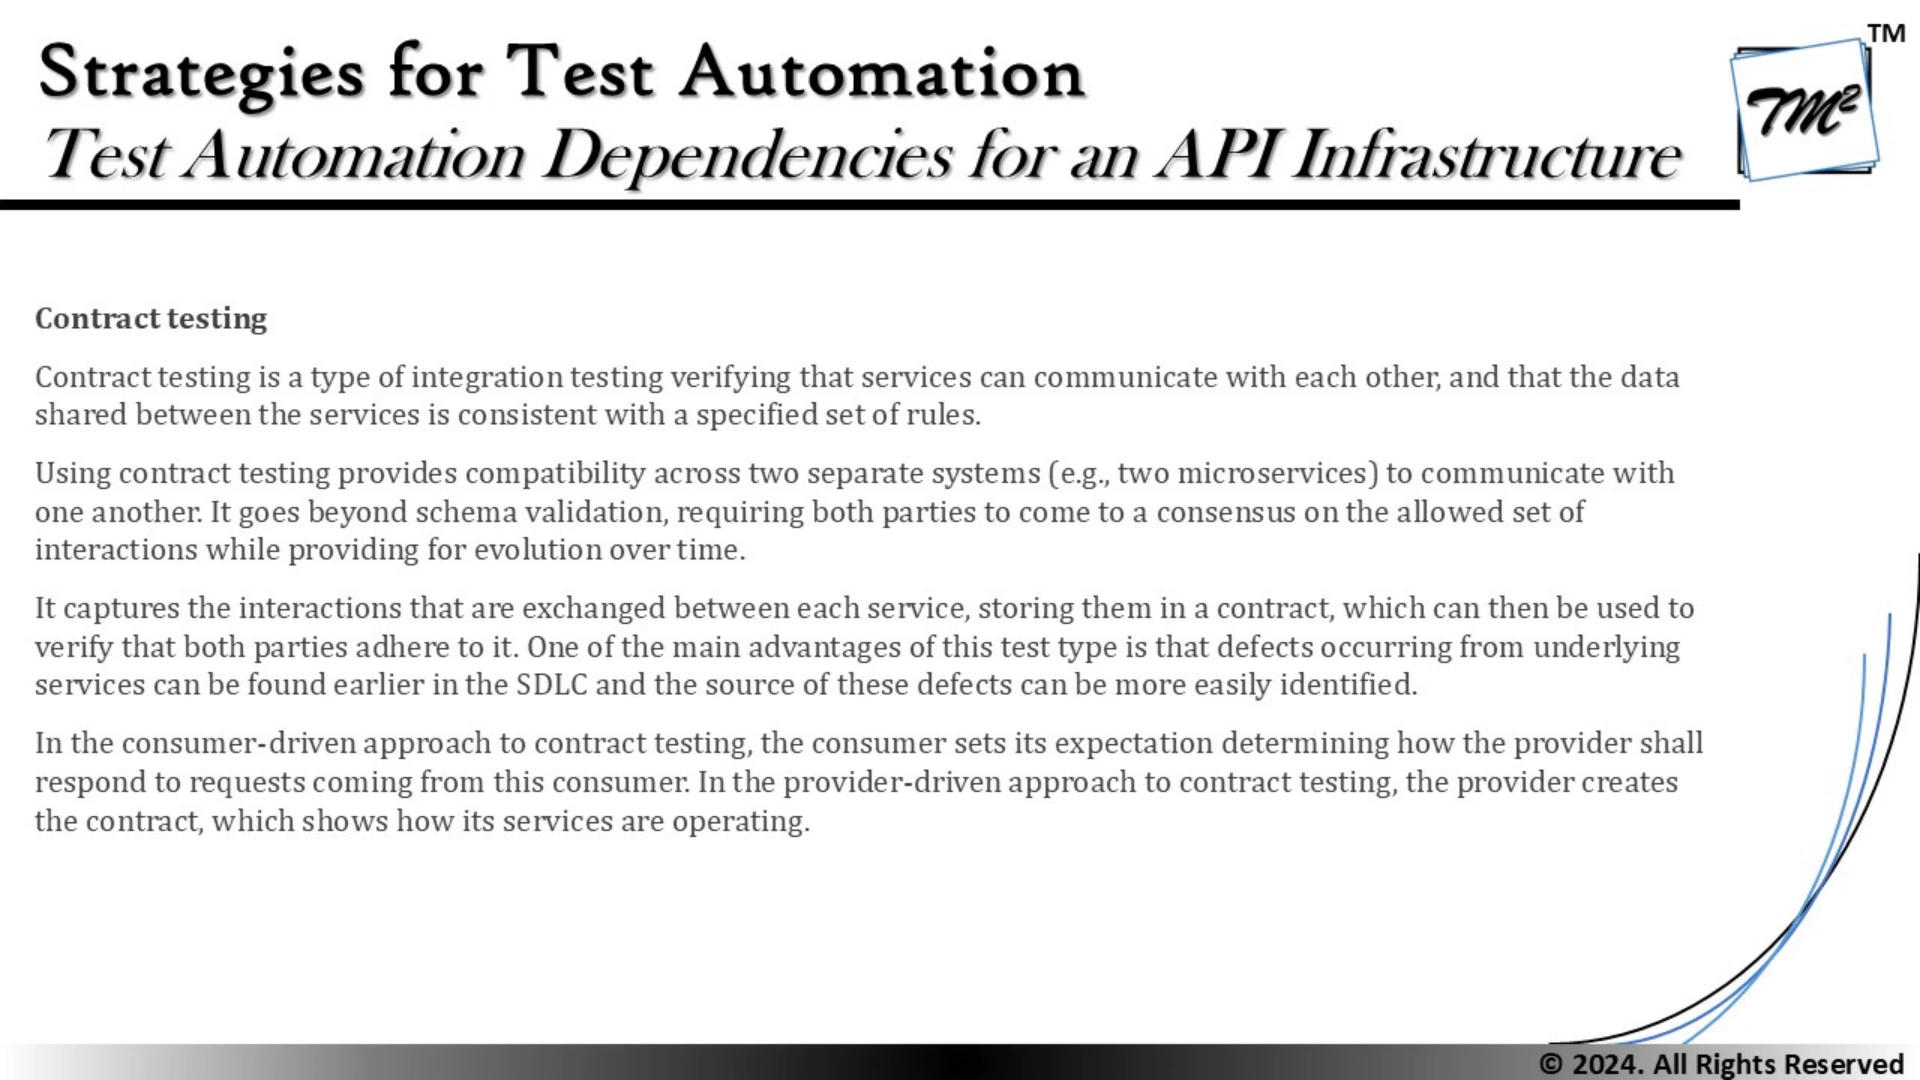 Strategies for Test Automation
Test Automation Dependencies for an API Infrastructure
TM
TM²
Contract testing
Contract testing is a type of integration testing verifying that services can communicate with each other, and that the data
shared between the services is consistent with a specified set of rules.
Using contract testing provides compatibility across two separate systems (e.g., two microservices) to communicate with
one another. It goes beyond schema validation, requiring both parties to come to a consensus on the allowed set of
interactions while providing for evolution over time.
It captures the interactions that are exchanged between each service, storing them in a contract, which can then be used to
verify that both parties adhere to it. One of the main advantages of this test type is that defects occurring from underlying
services can be found earlier in the SDLC and the source of these defects can be more easily identified.
In the consumer-driven approach to contract testing, the consumer sets its expectation determining how the provider shall
respond to requests coming from this consumer. In the provider-driven approach to contract testing, the provider creates
the contract, which shows how its services are operating.
© 2024. All Rights Reserved